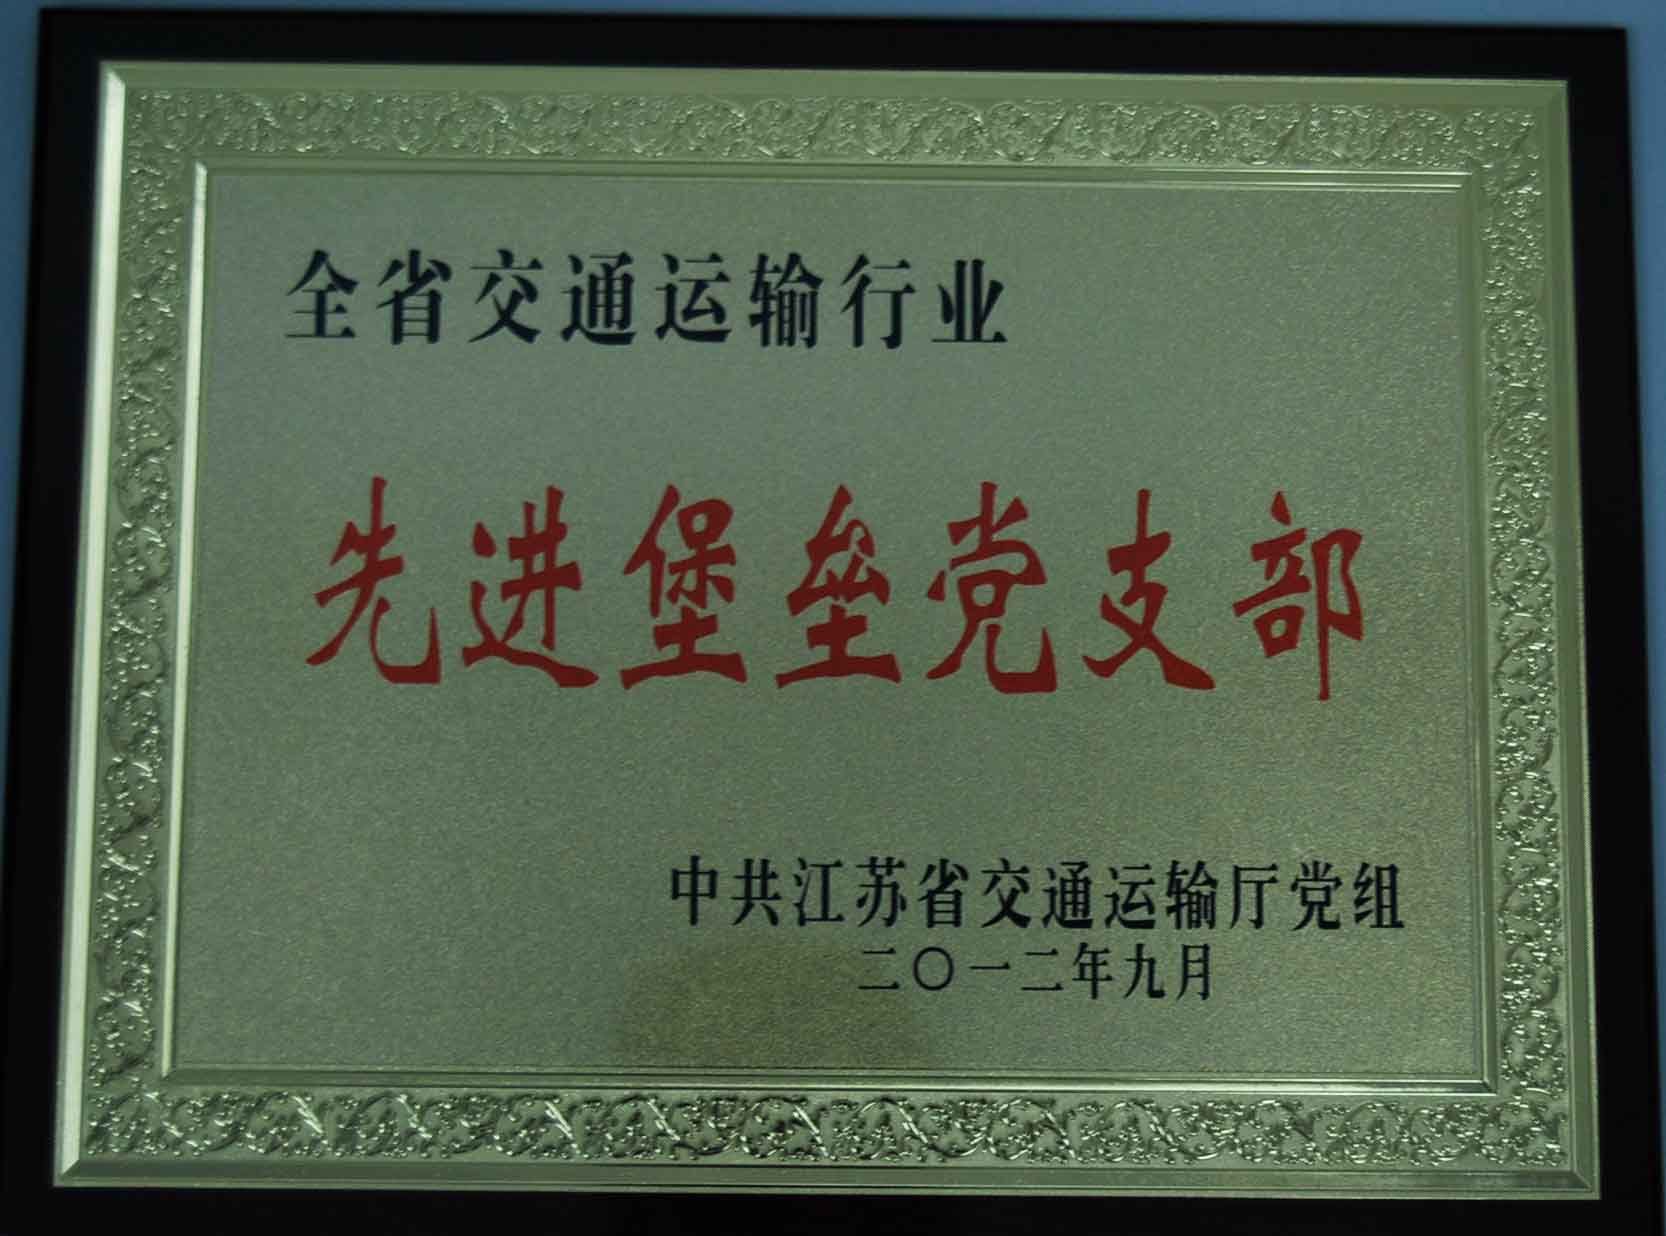 全省交通运输行业
先进堡垒党支部
中共江苏省交通运输厅党组
二〇一二年九月